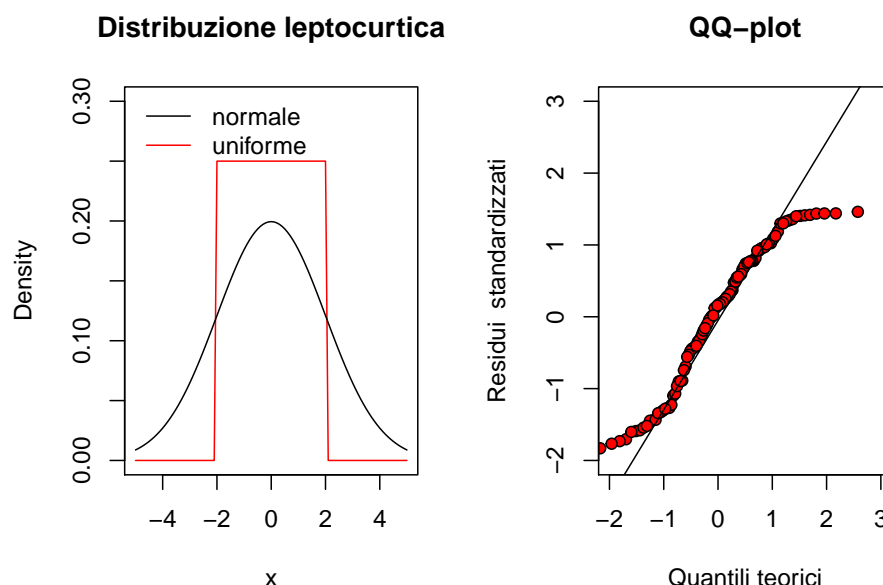 Distribuzione leptocurtica
normale
uniforme
0.30
0.20
0.10
0.00
Density
−4 −2 0 2 4
x
QQ−plot
3
2
1
0
−1
−2
Residui standardizzati
−2 −1 0 1 2 3
Quantili teorici